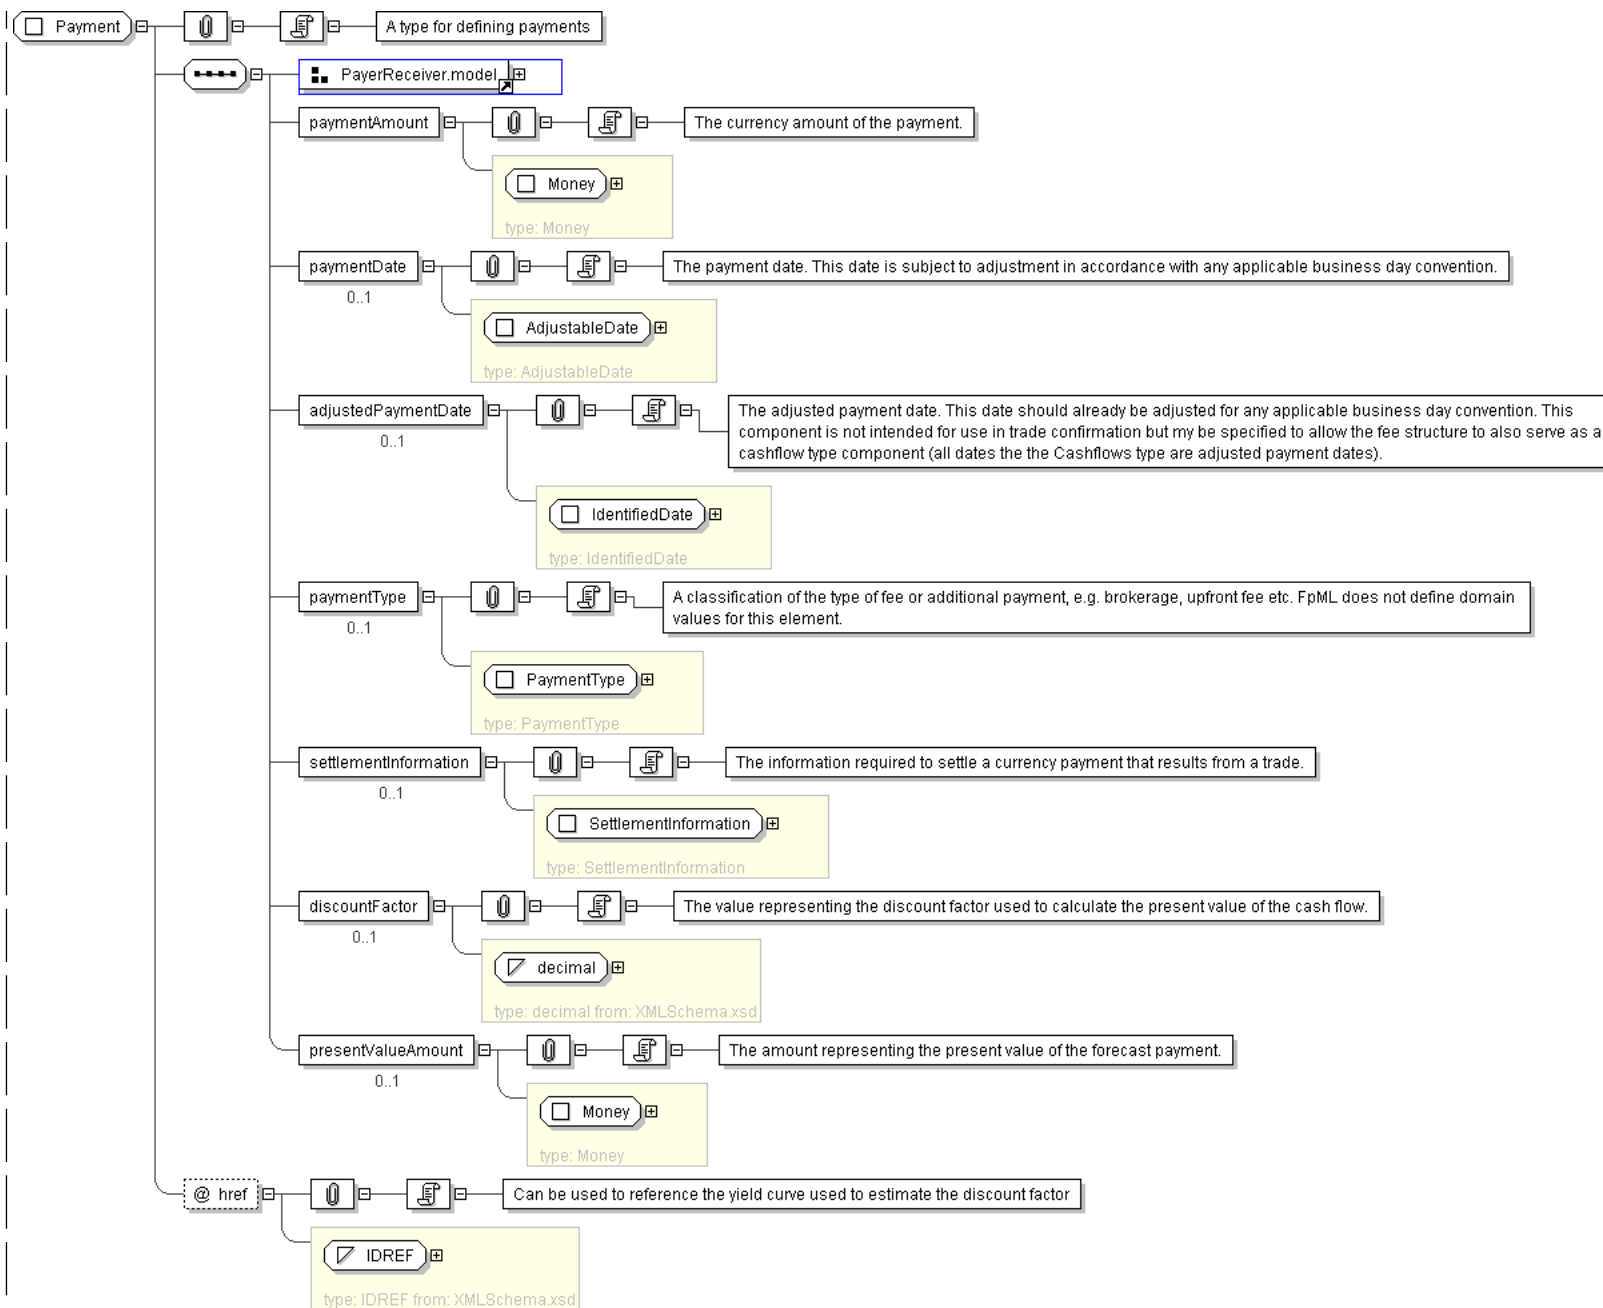 Payment
A type for defining payments
PayerReceiver.model
paymentAmount
The currency amount of the payment.
Money
type: Money
paymentDate
The payment date. This date is subject to adjustment in accordance with any applicable business day convention.
0..1
AdjustableDate
type: AdjustableDate
adjustedPaymentDate
0..1
The adjusted payment date. This date should already be adjusted for any applicable business day convention. This
component is not intended for use in trade confirmation but my be specified to allow the fee structure to also serve as a
cashflow type component (all dates the the Cashflows type are adjusted payment dates).
IdentifiedDate
type: IdentifiedDate
paymentType
0..1
A classification of the type of fee or additional payment, e.g. brokerage, upfront fee etc. FpML does not define domain
values for this element.
PaymentType
type: PaymentType
settlementInformation
The information required to settle a currency payment that results from a trade.
0..1
SettlementInformation
type: SettlementInformation
discountFactor
The value representing the discount factor used to calculate the present value of the cash flow.
0..1
decimal
type: decimal from: XMLSchema.xsd
presentValueAmount
The amount representing the present value of the forecast payment.
0..1
Money
type: Money
@ href
Can be used to reference the yield curve used to estimate the discount factor
IDREF
type: IDREF from: XMLSchema.xsd